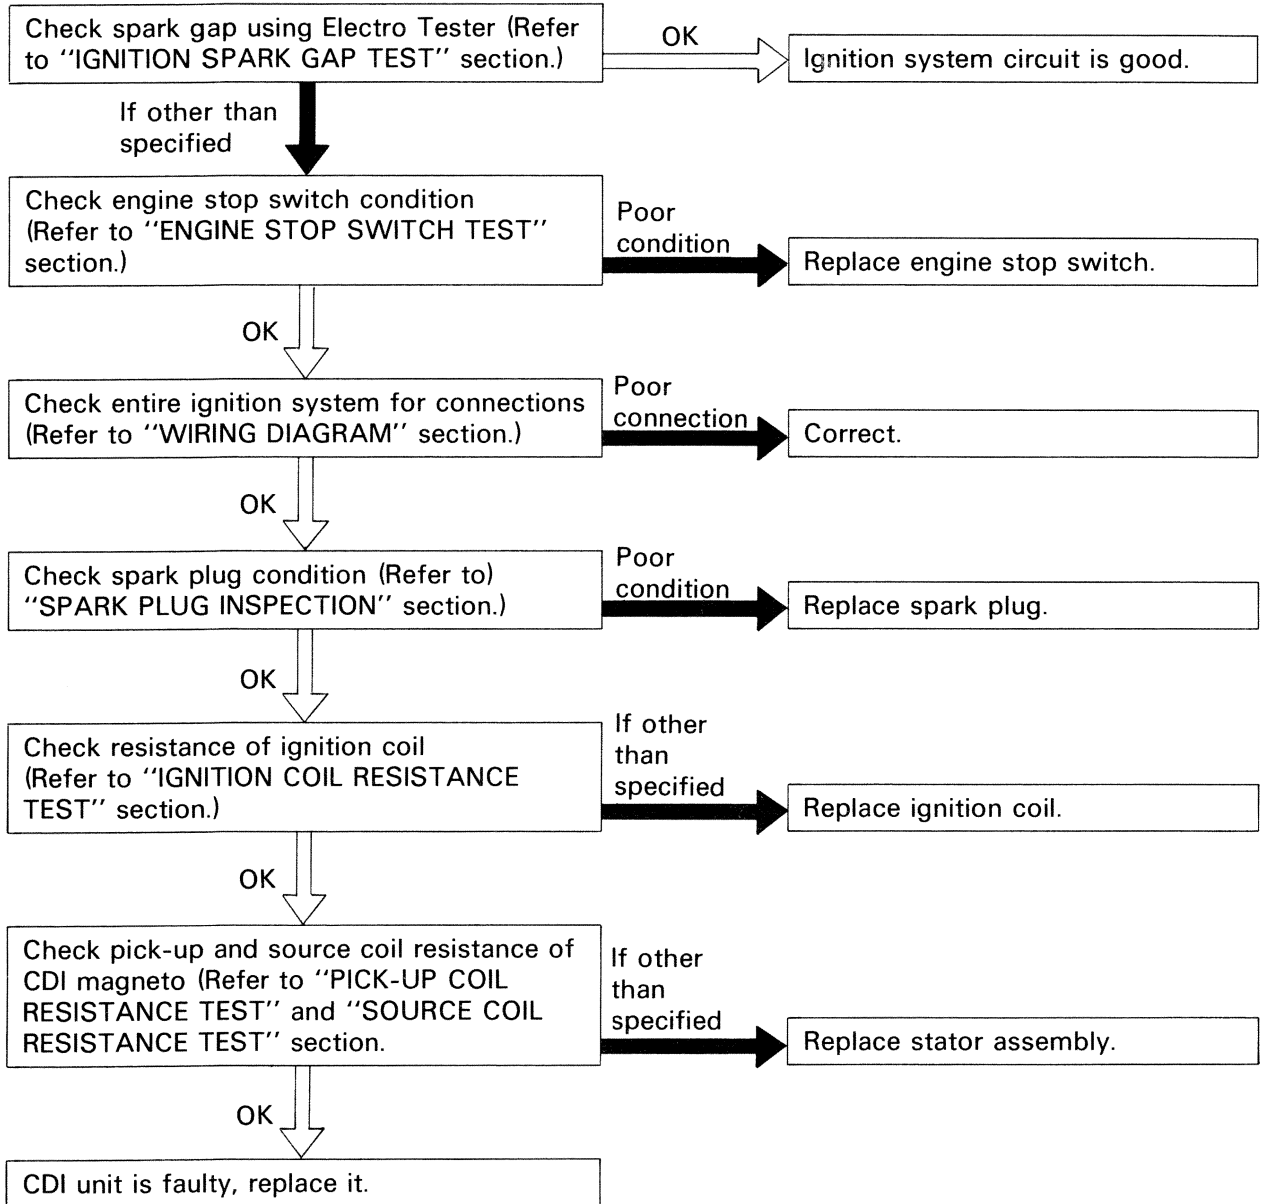 Check spark gap using Electro Tester (Refer
to “IGNITION SPARK GAP TEST” section.)
OK
Ignition system circuit is good.
If other than
specified
Check engine stop switch condition
(Refer to “ENGINE STOP SWITCH TEST”
section.)
Poor
condition
Replace engine stop switch.
OK
Check entire ignition system for connections
(Refer to “WIRING DIAGRAM” section.)
Poor
connection
Correct.
OK
Check spark plug condition (Refer to)
“SPARK PLUG INSPECTION” section.)
Poor
condition
Replace spark plug.
OK
Check resistance of ignition coil
(Refer to “IGNITION COIL RESISTANCE
TEST” section.)
If other
than
specified
Replace ignition coil.
OK
Check pick-up and source coil resistance of
CDI magneto (Refer to “PICK-UP COIL
RESISTANCE TEST” and “SOURCE COIL
RESISTANCE TEST” section.
If other
than
specified
Replace stator assembly.
OK
CDI unit is faulty, replace it.